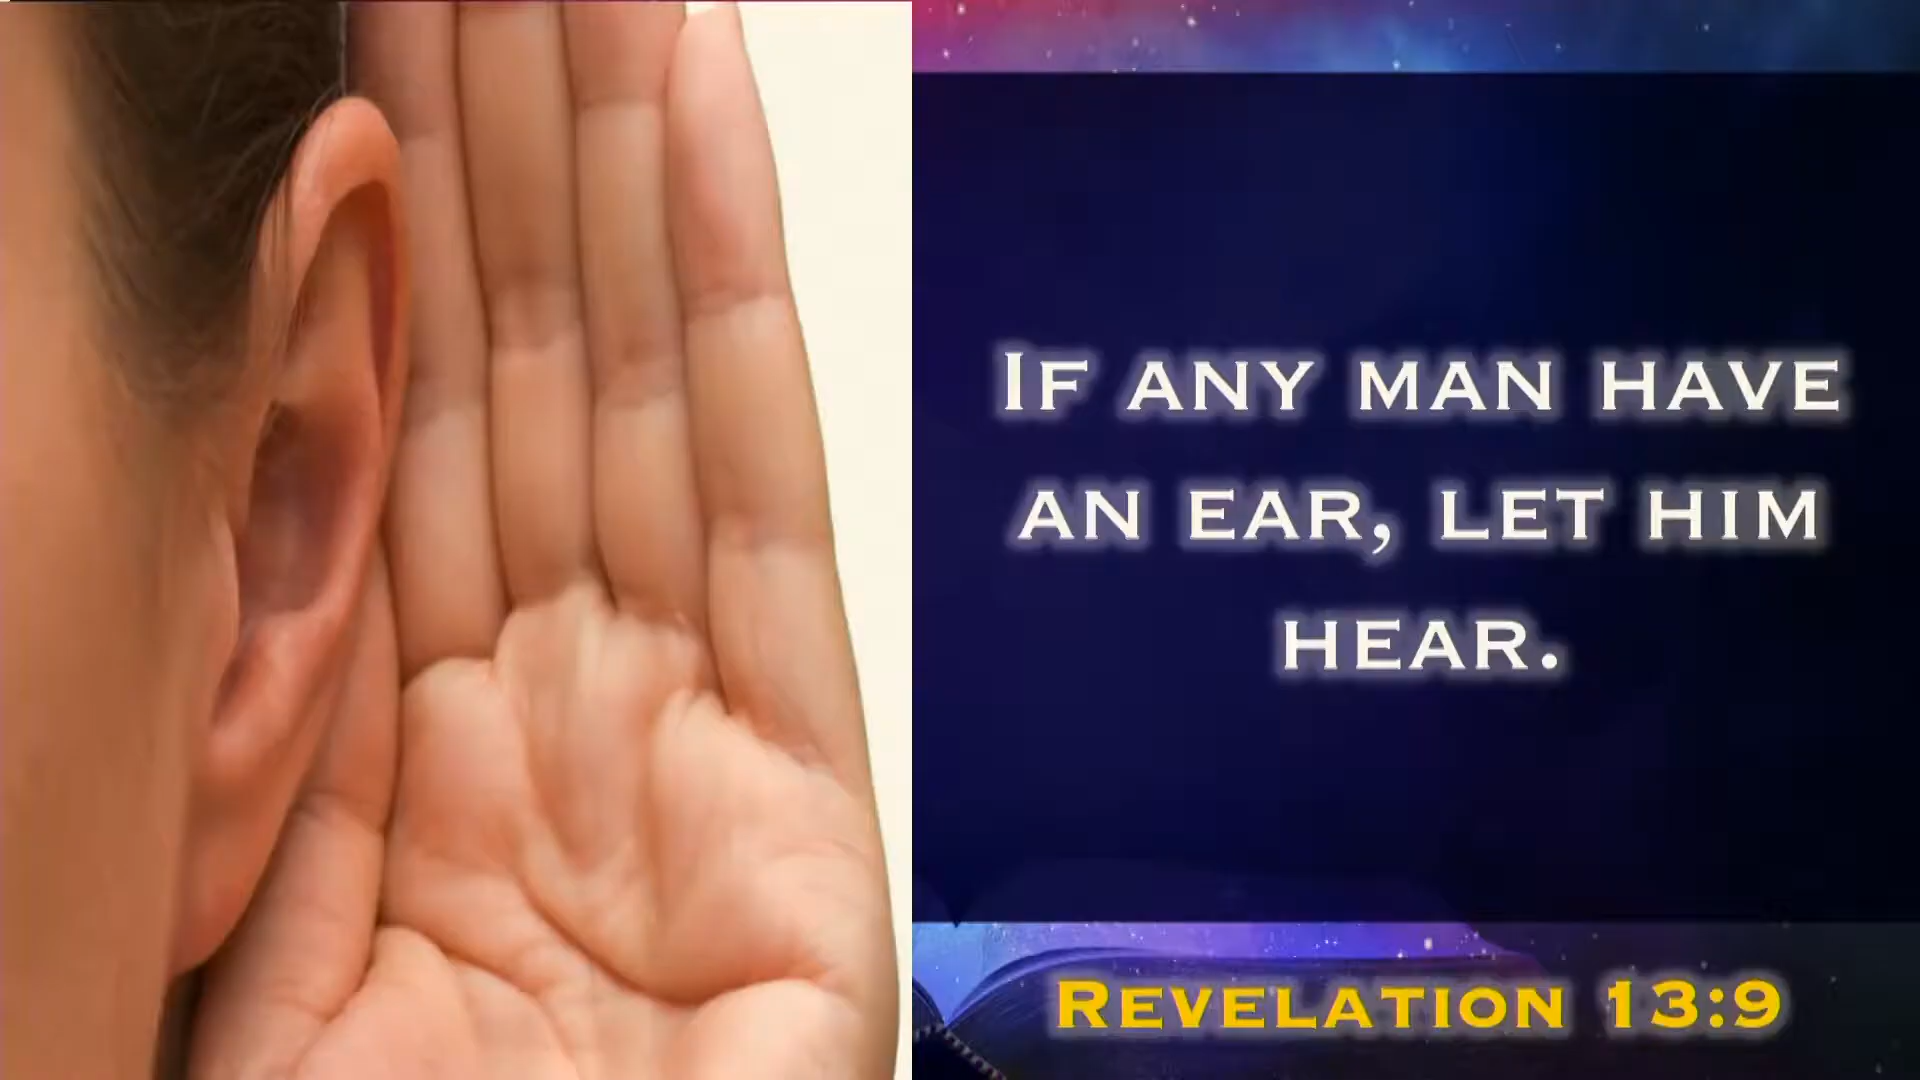 If any man have
an ear, let him
hear.
Revelation 13:9